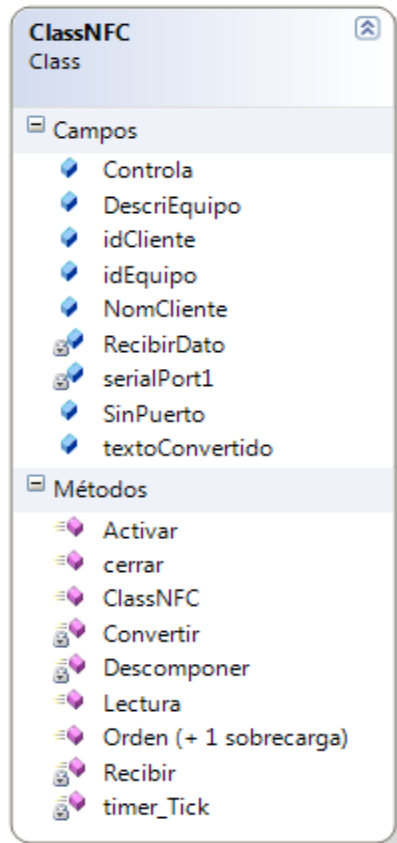 ClassNFC
Class
Campos
Controla
DescriEquipo
idCliente
idEquipo
NomCliente
RecibirDato
serialPort1
SinPuerto
textoConvertido
Métodos
Activar
cerrar
ClassNFC
Convertir
Descomponer
Lectura
Orden (+ 1 sobrecarga)
Recibir
timer_Tick